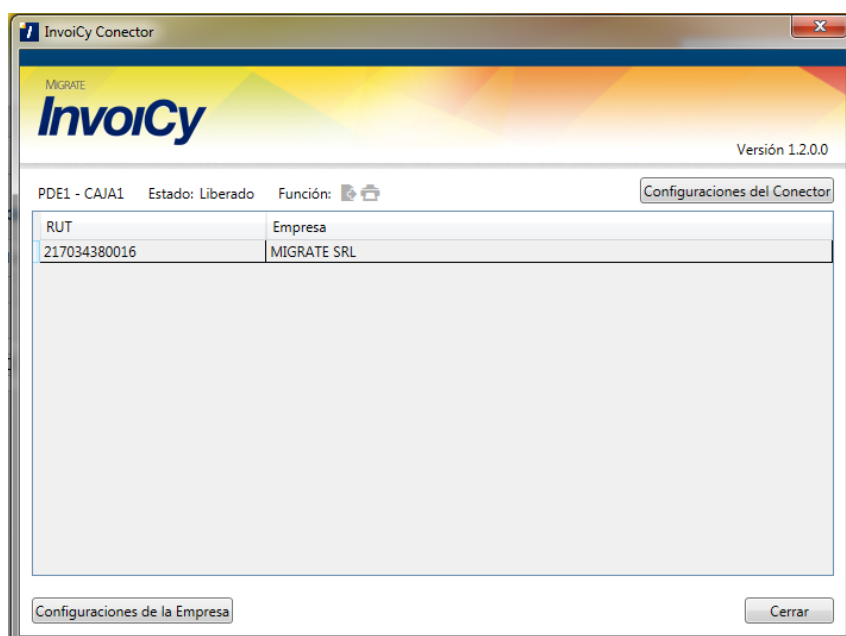 InvoiCy Conector
MIGRATE
InvoiCy
Versión 1.2.0.0
PDE1 - CAJA1 Estado: Liberado Función: Configuraciones del Conector
RUT Empresa
217034380016 MIGRATE SRL
Configuraciones de la Empresa Cerrar